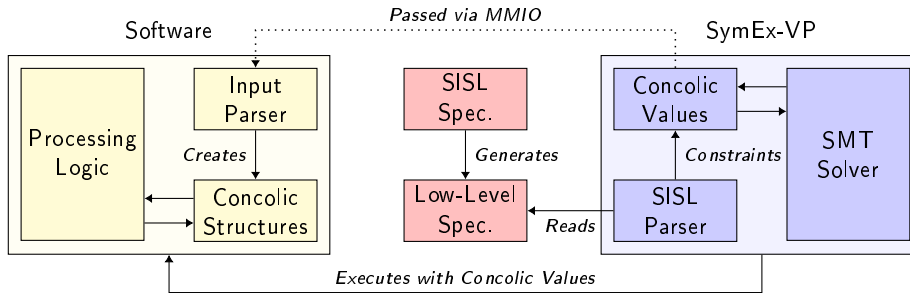 Passed via MMIO
Software
SymEx-VP
Processing
Logic
Input
Parser
Creates
Concolic
Structures
SISL
Spec.
Generates
Low-Level
Spec.
Reads
Concolic
Values
Constraints
SISL
Parser
SMT
Solver
Executes with Concolic Values